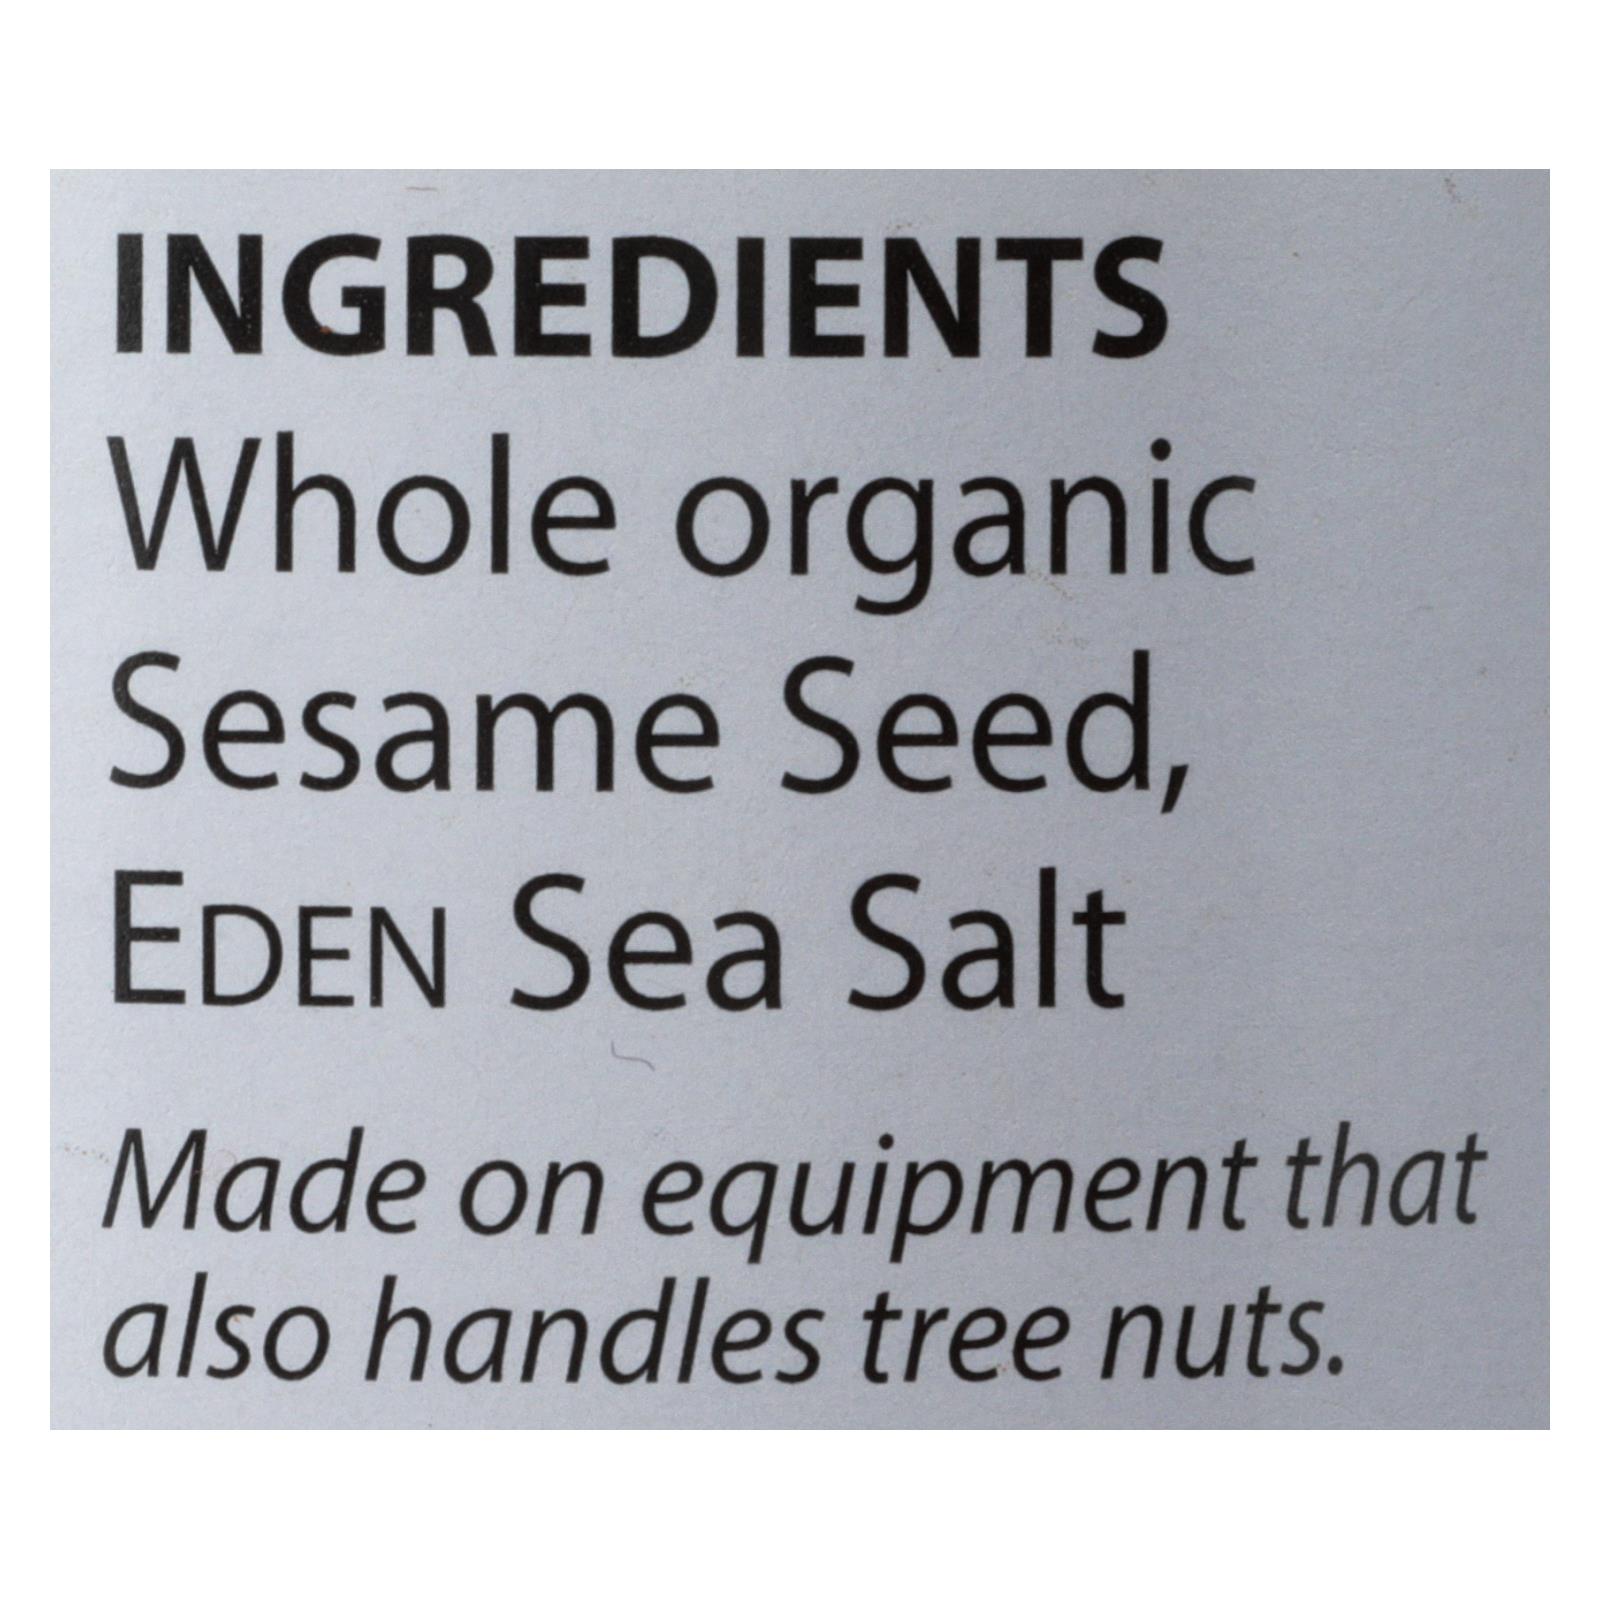 INGREDIENTS
Whole organic
Sesame Seed,
EDEN Sea Salt
Made on equipment that
also handles tree nuts.